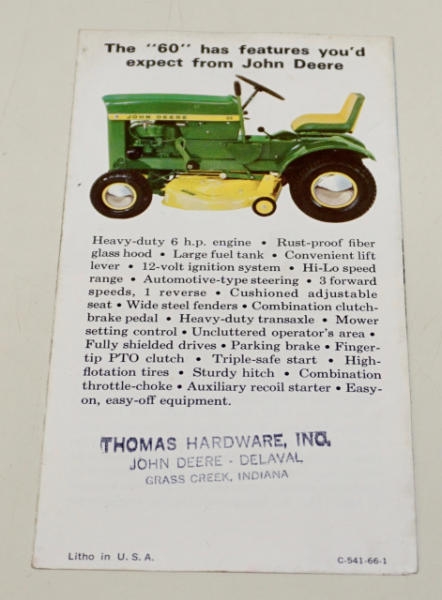 The "60" has features you'd
expect from John Deere
JOHN DEERE
60
Heavy-duty 6 h.p. engine • Rust-proof fiber
glass hood • Large fuel tank • Convenient lift
lever • 12-volt ignition system • Hi-Lo speed
range • Automotive-type steering • 3 forward
speeds, 1 reverse • Cushioned adjustable
seat • Wide steel fenders • Combination clutch-
brake pedal • Heavy-duty transaxle • Mower
setting control • Uncluttered operator's area •
Fully shielded drives • Parking brake • Finger-
tip PTO clutch • Triple-safe start • High-
flotation tires • Sturdy hitch • Combination
throttle-choke • Auxiliary recoil starter • Easy-
on, easy-off equipment.
THOMAS HARDWARE, INC.
JOHN DEERE - DELAVAL
GRASS CREEK, INDIANA
Litho in U. S. A.
C-541-66-1